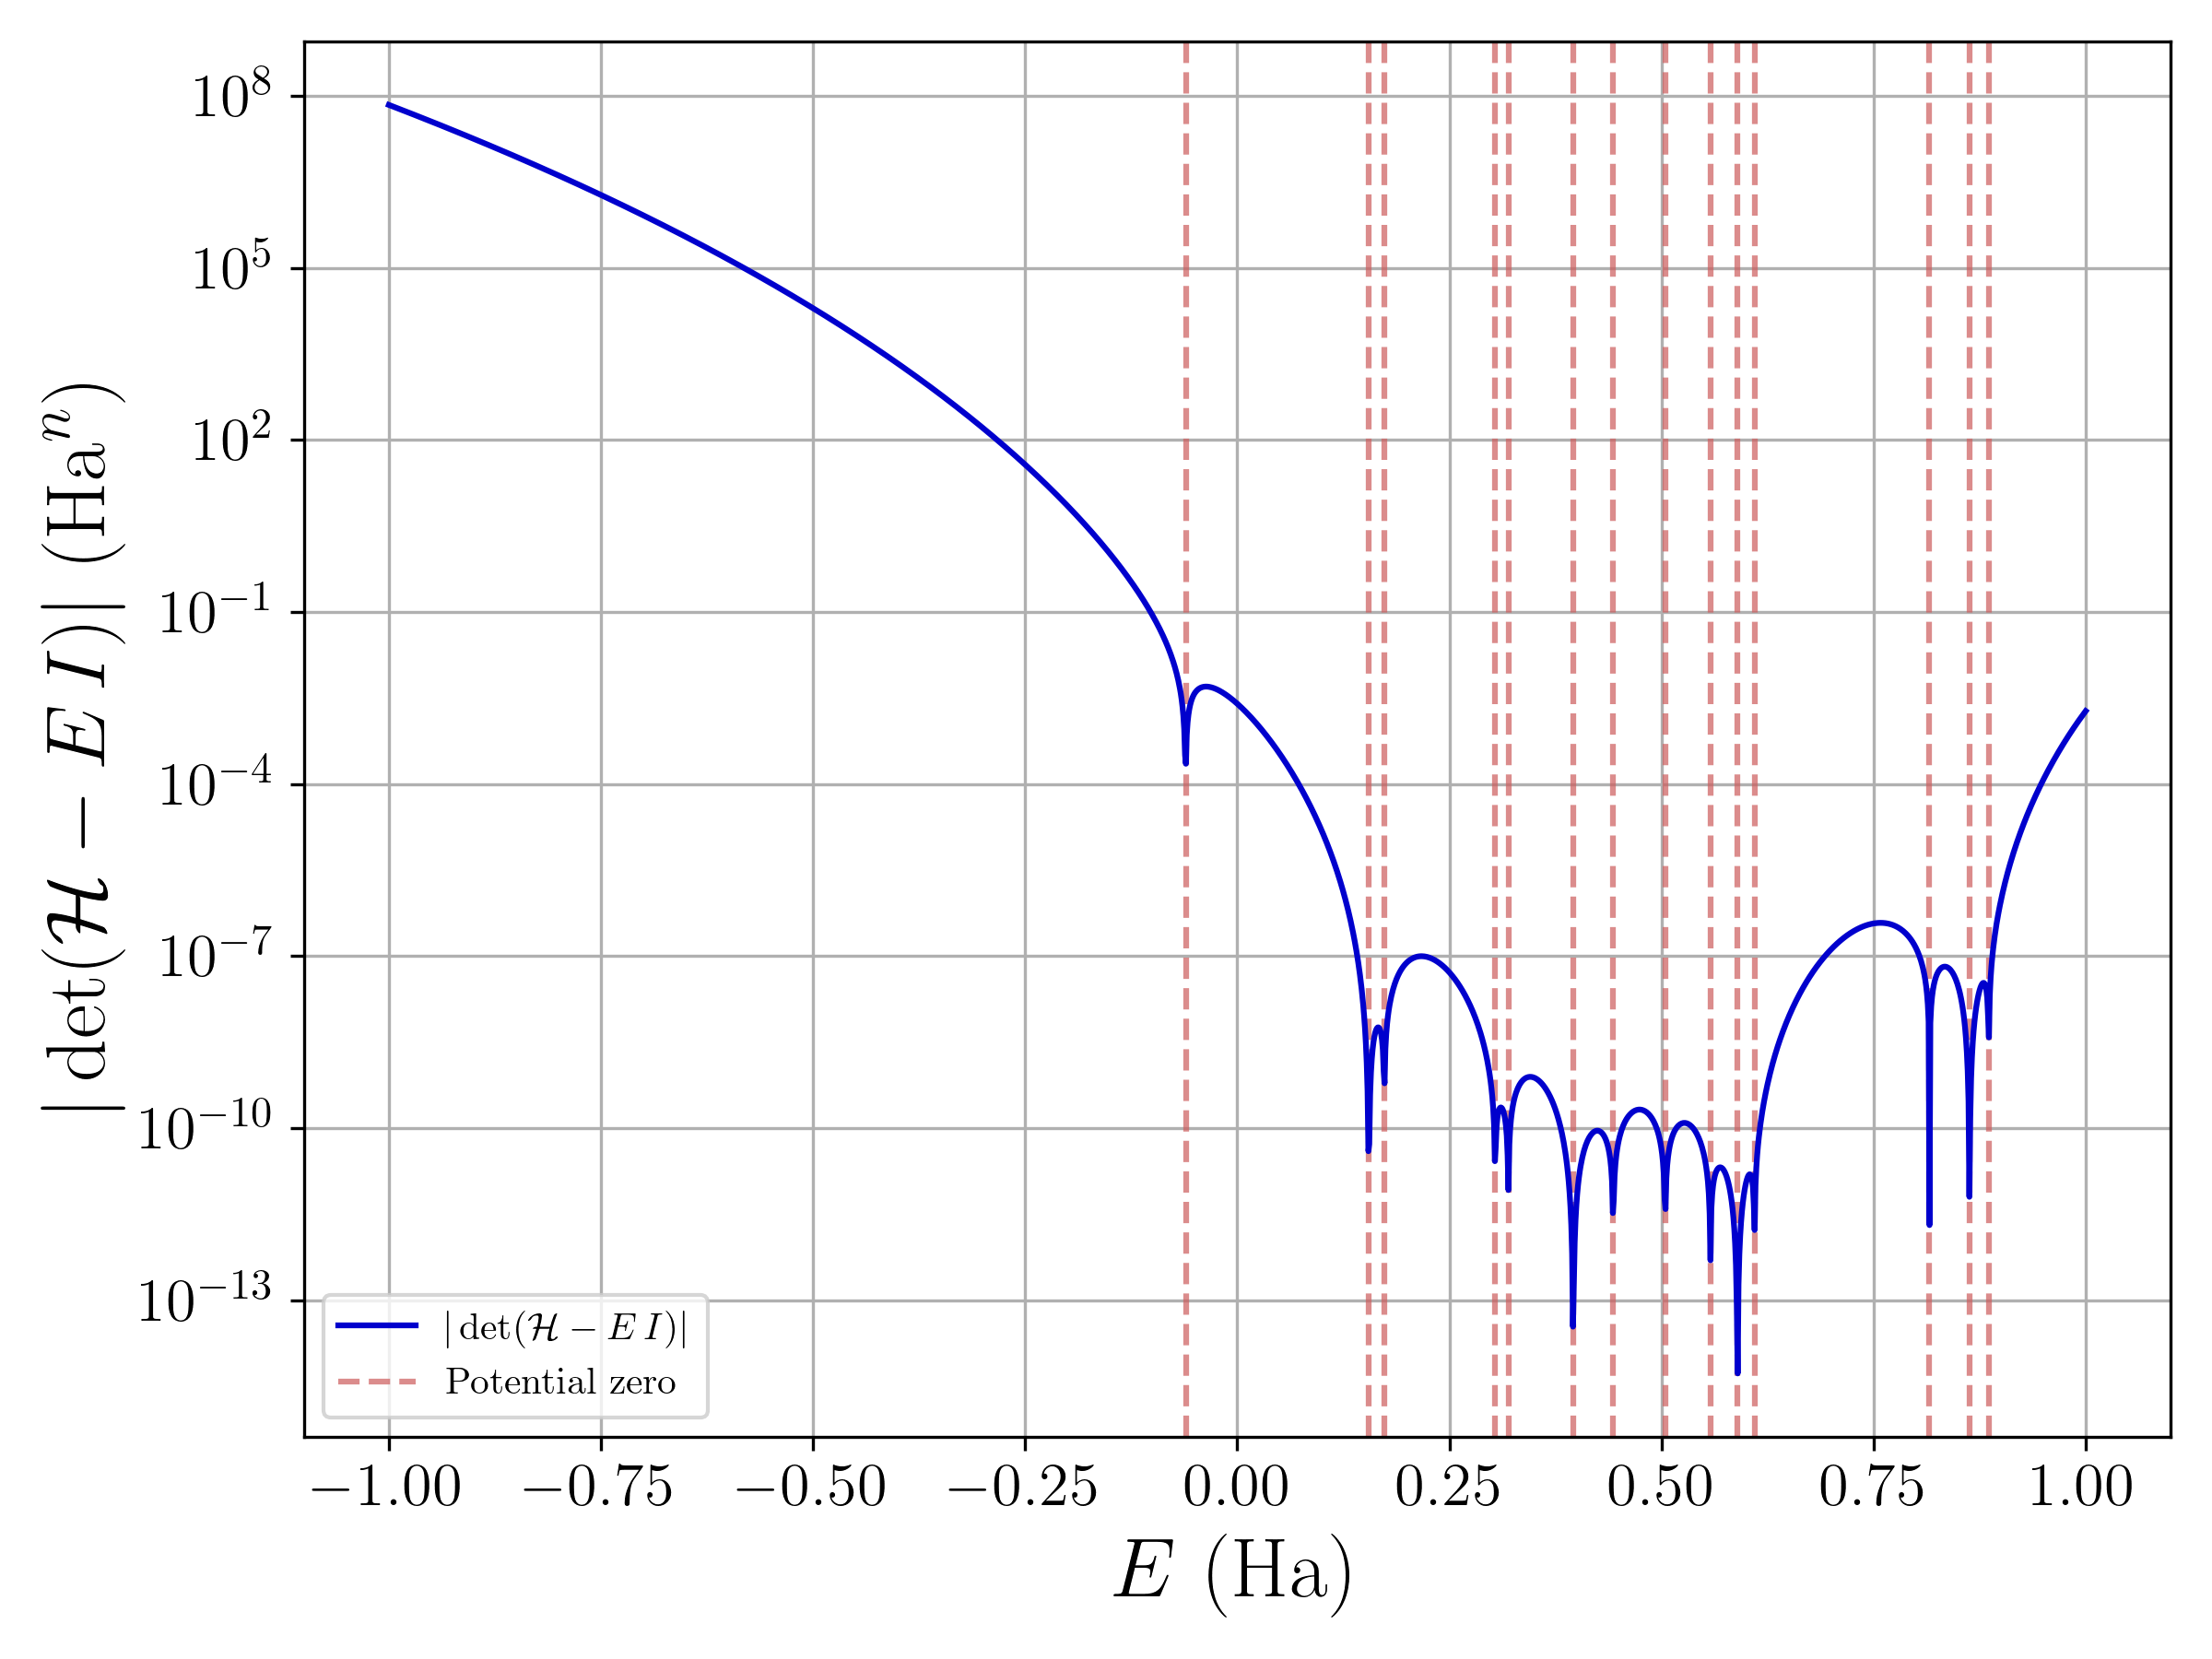 10^8
10^5
10^2
10^−1
10^−4
10^−7
10^−10
10^−13
|det(ℋ − E I)| (Ha^n)
|det(ℋ − E I)|
Potential zero
−1.00 −0.75 −0.50 −0.25 0.00 0.25 0.50 0.75 1.00
E (Ha)